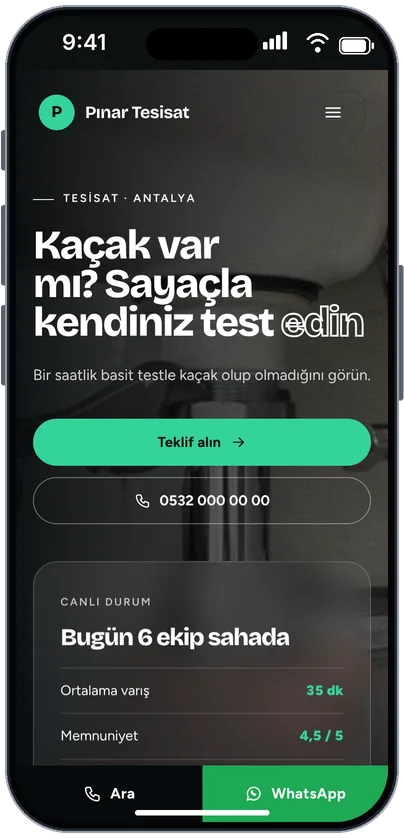 9:41
P Pınar Tesisat
TESİSAT · ANTALYA
Kaçak var
mı? Sayaçla
kendiniz test edin
Bir saatlik basit testle kaçak olup olmadığını görün.
Teklif alın →
0532 000 00 00
CANLI DURUM
Bugün 6 ekip sahada
Ortalama varış 35 dk
Memnuniyet 4,5 / 5
Ara WhatsApp